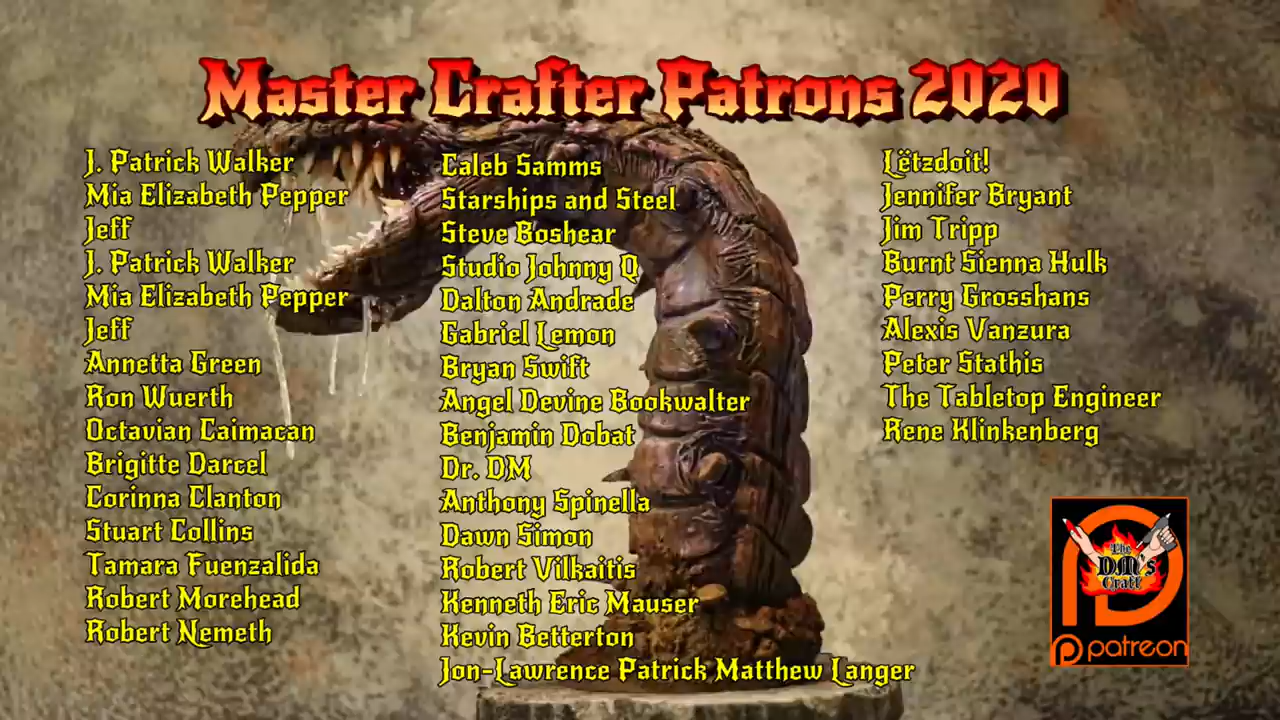 Master Crafter Patrons 2020
J. Patrick Walker
Mia Elizabeth Pepper
Jeff
J. Patrick Walker
Mia Elizabeth Pepper
Jeff
Annetta Green
Ron Wuerth
Octavian Caimacan
Brigitte Darcel
Corinna Clanton
Stuart Collins
Tamara Fuenzalida
Robert Morehead
Robert Nemeth
Caleb Samms
Starships and Steel
Steve Boshear
Studio Johnny Q
Dalton Andrade
Gabriel Lemon
Bryan Swift
Angel Devine Bookwalter
Benjamin Dobat
Dr. DM
Anthony Spinella
Dawn Simon
Robert Vilkaitis
Kenneth Eric Mauser
Kevin Betterton
Jon-Lawrence Patrick Matthew Langer
Lëtzdoit!
Jennifer Bryant
Jim Tripp
Burnt Sienna Hulk
Perry Grosshans
Alexis Vanzura
Peter Stathis
The Tabletop Engineer
Rene Klinkenberg
The
DM's
Craft
patreon